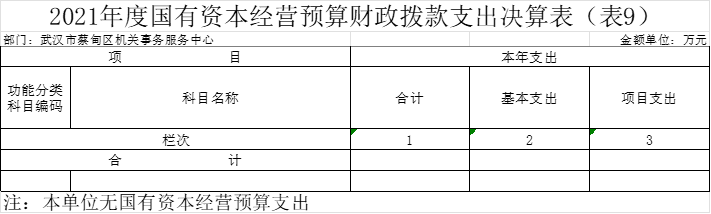 2021年度国有资本经营预算财政拨款支出决算表（表9）
部门：武汉市蔡甸区机关事务服务中心 金额单位：万元
项 目 本年支出
功能分类
科目编码 科目名称 合计 基本支出 项目支出
栏次 1 2 3
合 计
注：本单位无国有资本经营预算支出